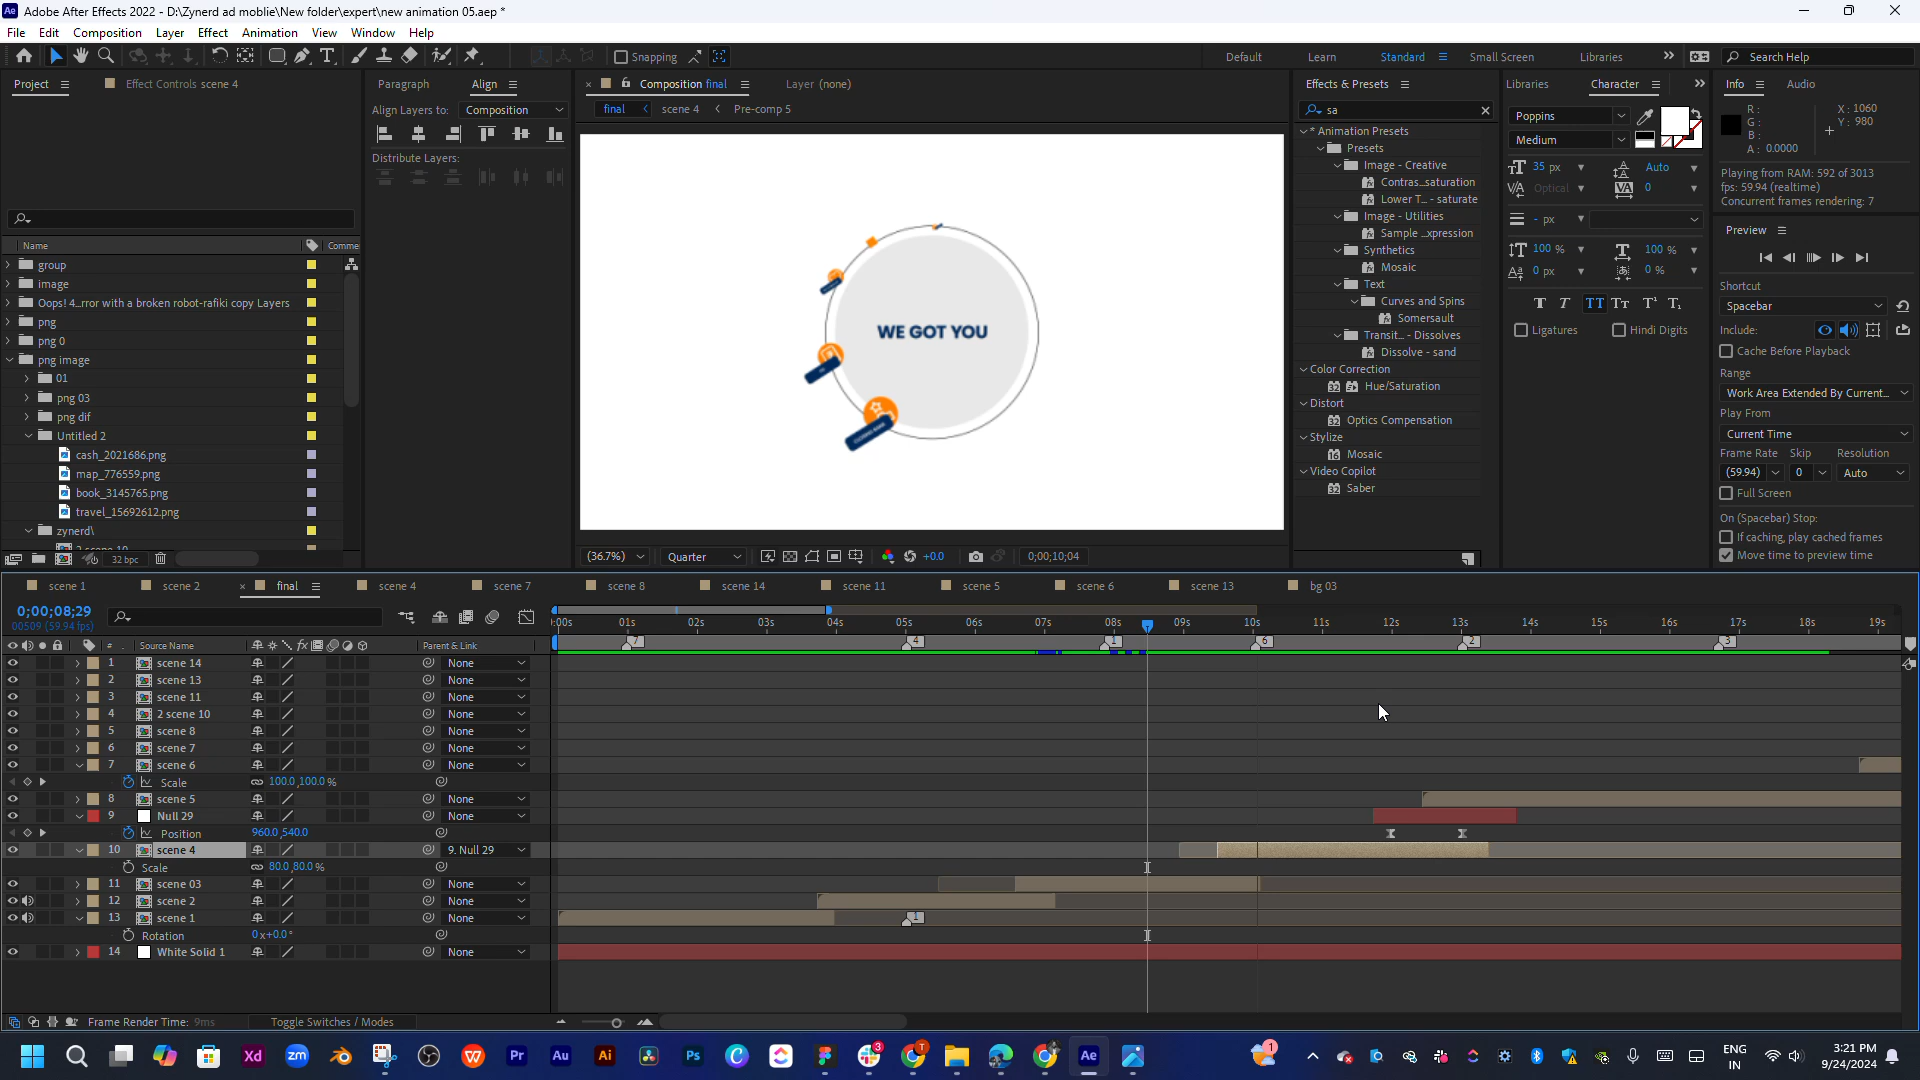 Adobe After Effects 2022 - D:\Zynerd ad moblie\New folder\expert\new animation 05.aep *
File Edit Composition Layer Effect Animation View Window Help
Snapping Default Learn Standard Small Screen Libraries Search Help
Project Effect Controls scene 4 Paragraph Align Composition final Layer (none) Effects & Presets Libraries Character Info Audio
Align Layers to: Composition
final scene 4 Pre-comp 5
sa
Distribute Layers:
Name Comme
group
image
Oops! 4...rror with a broken robot-rafiki copy Layers
png
png 0
png image
01
png 03
png dif
Untitled 2
cash_2021686.png
map_776559.png
book_3145765.png
travel_15692612.png
zynerd\
2 scene 10
32 bpc
WE GOT YOU
(36.7%) Quarter +0.0 0;00;10;04
* Animation Presets
Presets
Image - Creative
Contras...saturation
Lower T... - saturate
Image - Utilities
Sample ...xpression
Synthetics
Mosaic
Text
Curves and Spins
Somersault
Transit... - Dissolves
Dissolve - sand
Color Correction
Hue/Saturation
Distort
Optics Compensation
Stylize
Mosaic
Video Copilot
Saber
Poppins
Medium
35 px Auto
Optical 0
- px
100 % 100 %
0 px 0 %
Ligatures Hindi Digits
R :
G :
B :
A : 0.0000
X : 1060
Y : 980
Playing from RAM: 592 of 3013
fps: 59.94 (realtime)
Concurrent frames rendering: 7
Preview
Shortcut
Spacebar
Include:
Cache Before Playback
Range
Work Area Extended By Current...
Play From
Current Time
Frame Rate Skip Resolution
(59.94) 0 Auto
Full Screen
On (Spacebar) Stop:
If caching, play cached frames
Move time to preview time
scene 1 scene 2 final scene 4 scene 7 scene 8 scene 14 scene 11 scene 5 scene 6 scene 13 bg 03
0;00;08;29
00509 (59.94 fps)
:00s 01s 02s 03s 04s 05s 06s 07s 08s 09s 10s 11s 12s 13s 14s 15s 16s 17s 18s 19s
7 4 1 6 2 3
# Source Name Parent & Link
1 scene 14 None
2 scene 13 None
3 scene 11 None
4 2 scene 10 None
5 scene 8 None
6 scene 7 None
7 scene 6 None
Scale 100.0,100.0 %
8 scene 5 None
9 Null 29 None
Position 960.0,540.0
10 scene 4 9. Null 29
Scale 80.0,80.0 %
11 scene 03 None
12 scene 2 None
13 scene 1 None 1
Rotation 0x+0.0°
14 White Solid 1 None
Frame Render Time: 9ms Toggle Switches / Modes
ENG
IN
3:21 PM
9/24/2024